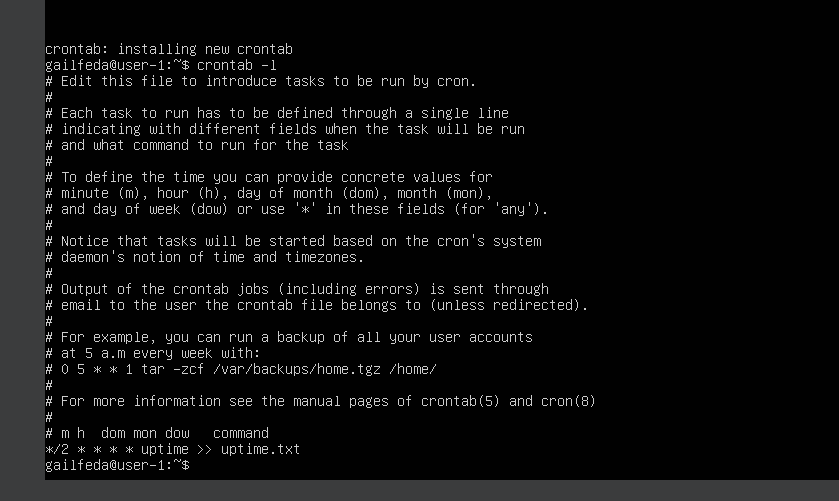 crontab: installing new crontab
gailfeda@user-1:~$ crontab -l
# Edit this file to introduce tasks to be run by cron.
#
# Each task to run has to be defined through a single line
# indicating with different fields when the task will be run
# and what command to run for the task
#
# To define the time you can provide concrete values for
# minute (m), hour (h), day of month (dom), month (mon),
# and day of week (dow) or use '*' in these fields (for 'any').
#
# Notice that tasks will be started based on the cron's system
# daemon's notion of time and timezones.
#
# Output of the crontab jobs (including errors) is sent through
# email to the user the crontab file belongs to (unless redirected).
#
# For example, you can run a backup of all your user accounts
# at 5 a.m every week with:
# 0 5 * * 1 tar -zcf /var/backups/home.tgz /home/
#
# For more information see the manual pages of crontab(5) and cron(8)
#
# m h  dom mon dow   command
*/2 * * * * uptime >> uptime.txt
gailfeda@user-1:~$